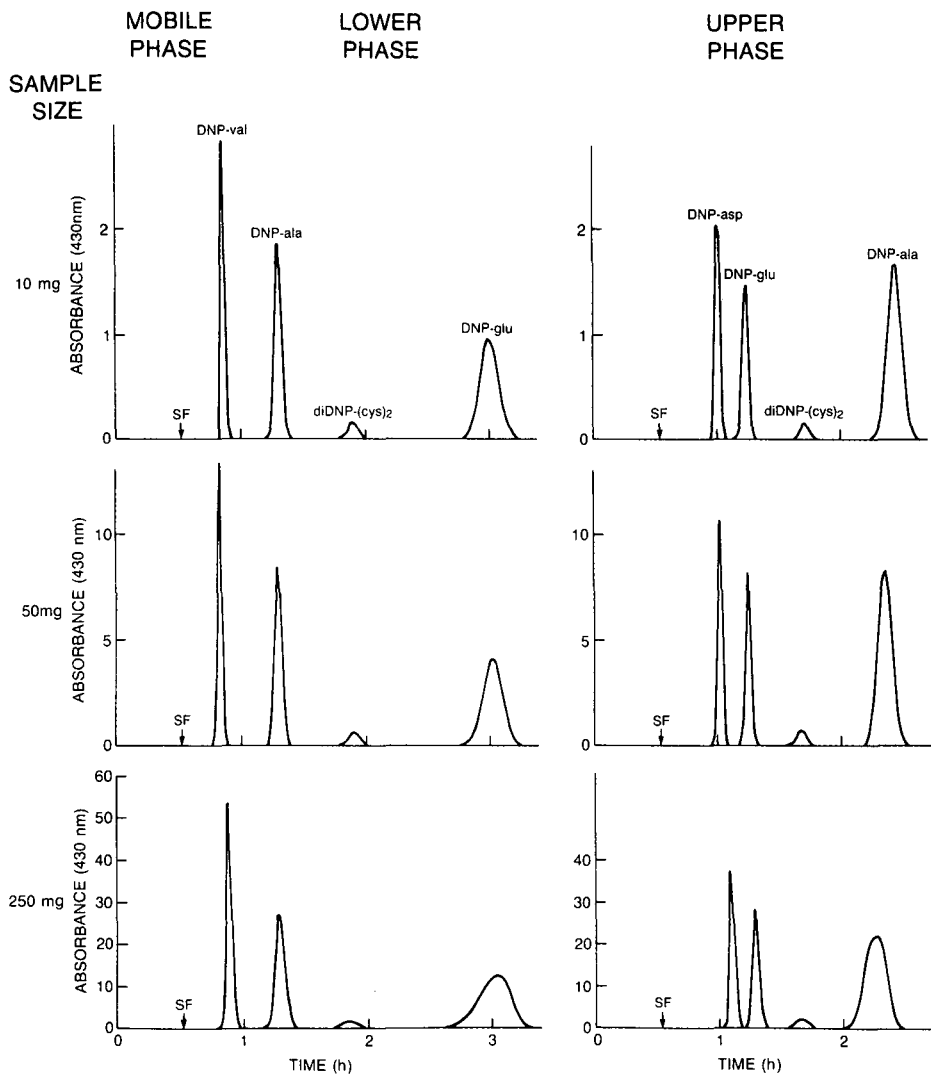 MOBILE PHASE
LOWER PHASE
UPPER PHASE
SAMPLE SIZE
10 mg
ABSORBANCE (430nm)
2
1
0
SF
DNP-val
DNP-ala
diDNP-(cys)2
DNP-glu
2
1
0
SF
DNP-asp
DNP-glu
diDNP-(cys)2
DNP-ala
50mg
ABSORBANCE (430 nm)
10
5
0
SF
10
5
0
SF
250 mg
ABSORBANCE (430 nm)
60
50
40
30
20
10
0
SF
0
1
2
3
TIME (h)
40
30
20
10
0
SF
0
1
2
TIME (h)